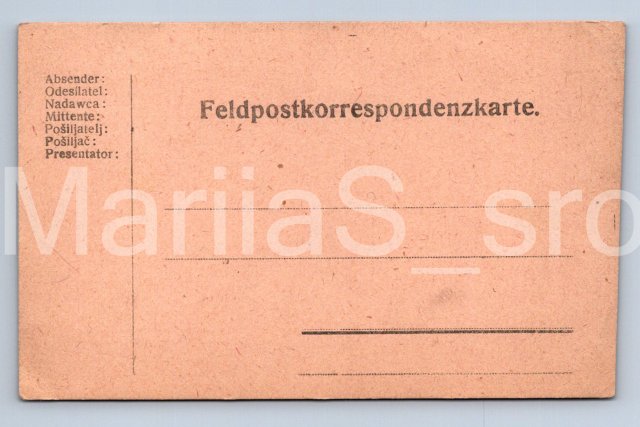 Absender:
Odesílatel:
Nadawca:
Mittente:
Pošiljatelj:
Pošiljač:
Presentator:
Feldpostkorrespondenzkarte.
MariiaS_sro